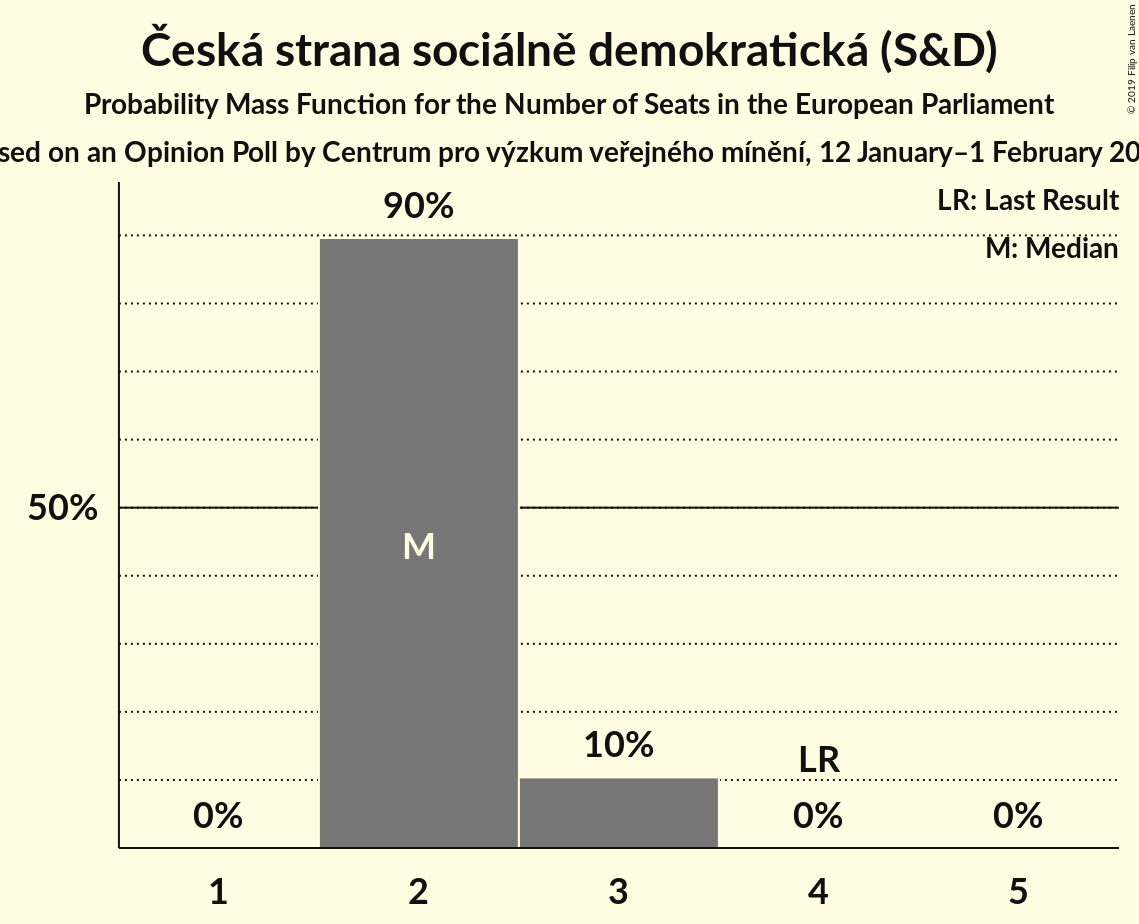 Česká strana sociálně demokratická (S&D)
Probability Mass Function for the Number of Seats in the European Parliament
sed on an Opinion Poll by Centrum pro výzkum veřejného mínění, 12 January–1 February 20
© 2019 Filip van Laenen
LR: Last Result
M: Median
90%
50%
M
10%
LR
0%
0%
0%
1
2
3
4
5